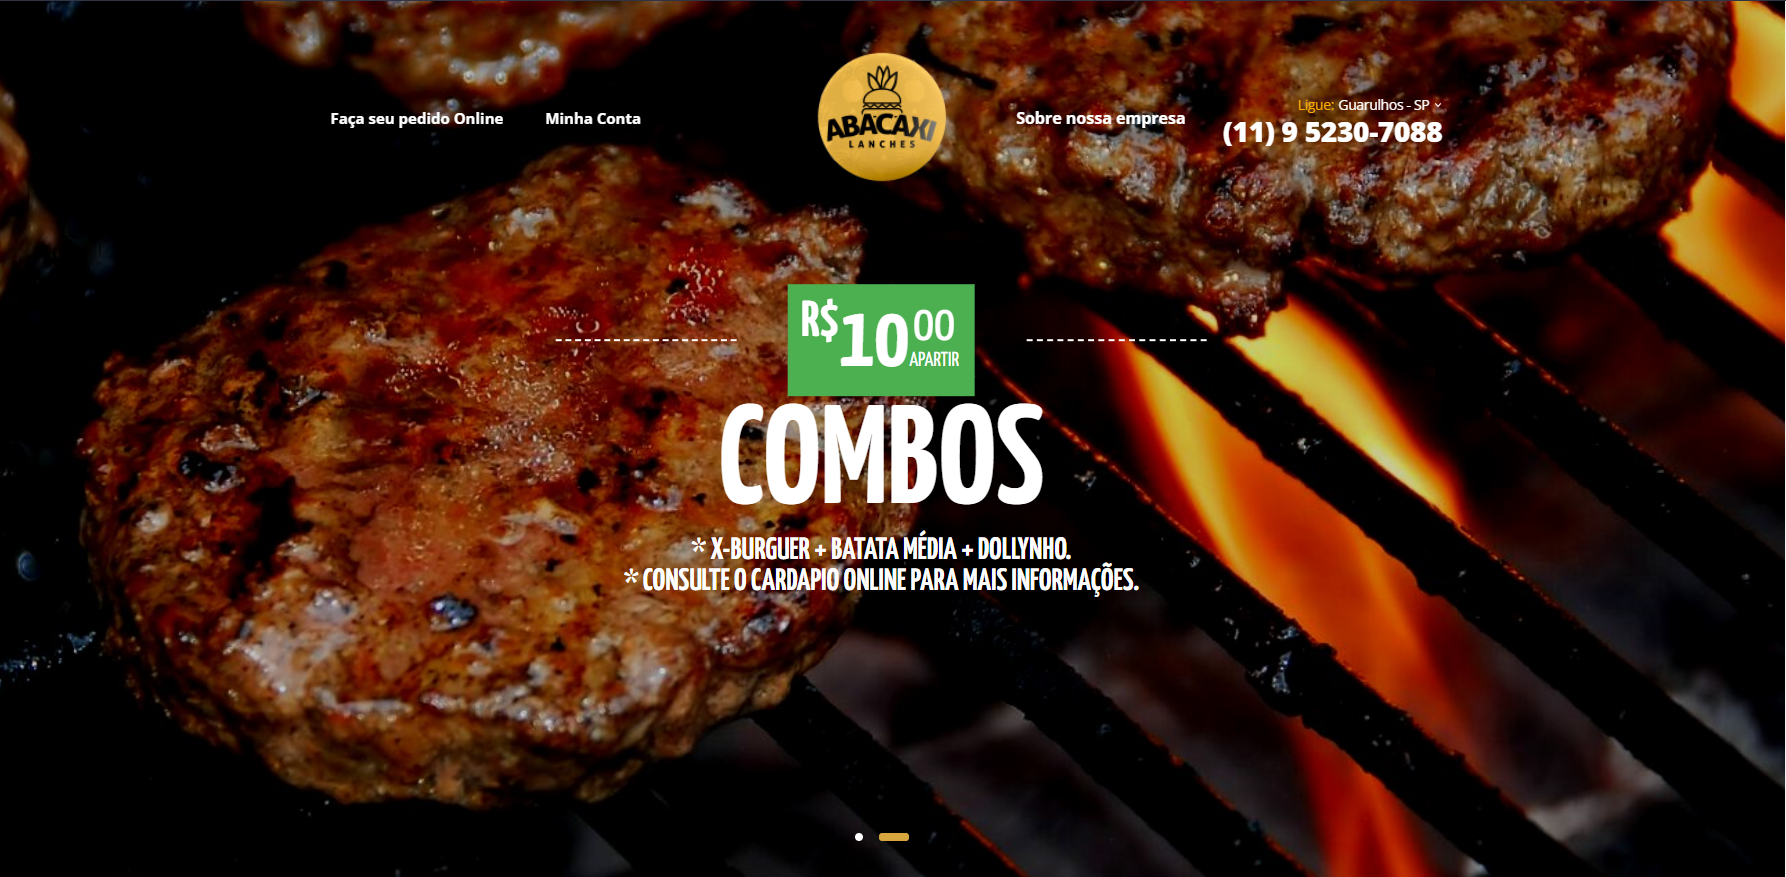 Faça seu pedido Online
Minha Conta
ABACAXI
LANCHES
Sobre nossa empresa
Ligue: Guarulhos - SP
(11) 9 5230-7088
R$ 10 00
APARTIR
COMBOS
* X-BURGUER + BATATA MÉDIA + DOLLYNHO.
* CONSULTE O CARDAPIO ONLINE PARA MAIS INFORMAÇÕES.